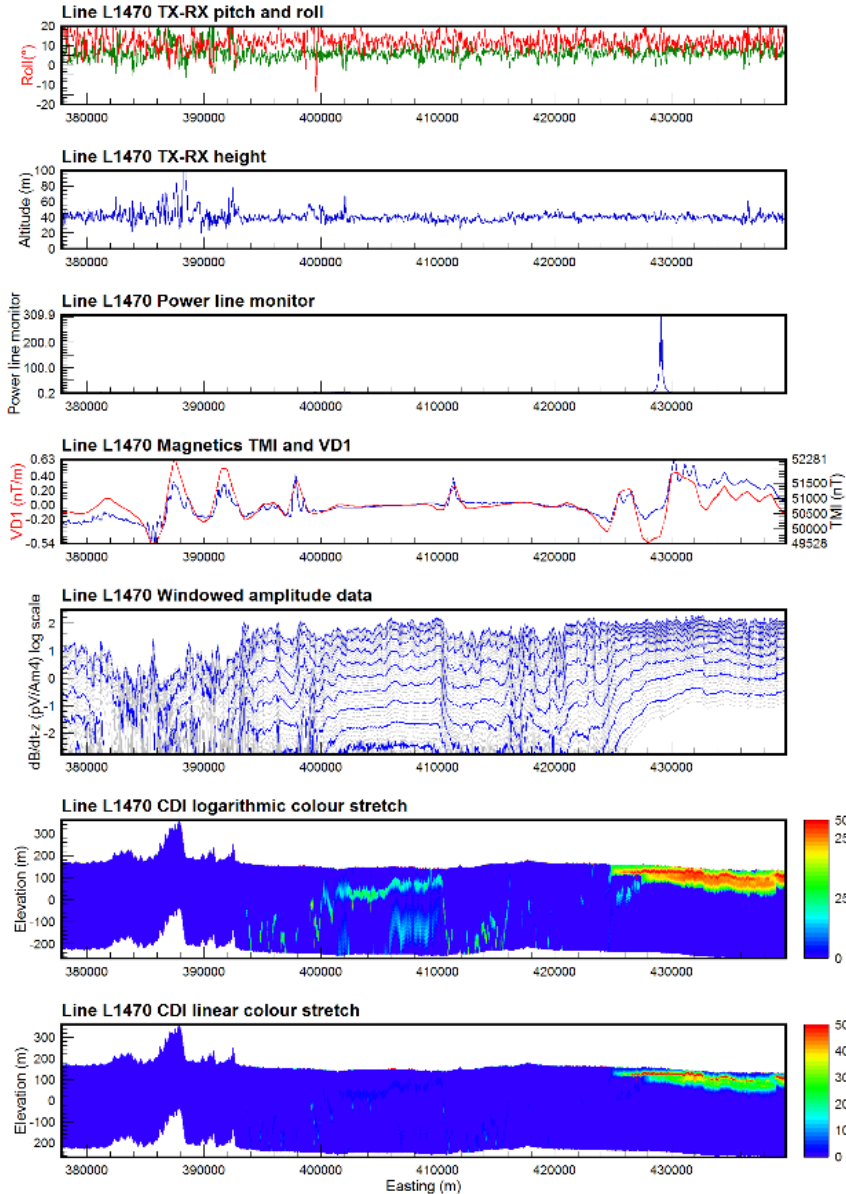 Line L1470 TX-RX pitch and roll
Roll(°)
20
10
0
-10
-20
380000 390000 400000 410000 420000 430000
Line L1470 TX-RX height
Altitude (m)
100
80
60
40
20
0
380000 390000 400000 410000 420000 430000
Line L1470 Power line monitor
Power line monitor
309.9
200.0
100.0
0.2
380000 390000 400000 410000 420000 430000
Line L1470 Magnetics TMI and VD1
VD1 (nT/m)
0.63
0.40
0.20
0.00
-0.20
-0.54
52281
51500
51000
50500
50000
49528
TMI (nT)
380000 390000 400000 410000 420000 430000
Line L1470 Windowed amplitude data
dB/dt-z (pV/Am4) log scale
2
1
0
-1
-2
380000 390000 400000 410000 420000 430000
Line L1470 CDI logarithmic colour stretch
Elevation (m)
300
200
100
0
-100
-200
50
25
0
380000 390000 400000 410000 420000 430000
Line L1470 CDI linear colour stretch
Elevation (m)
300
200
100
0
100
200
50
40
30
20
10
0
380000 390000 400000 410000 420000 430000
Easting (m)